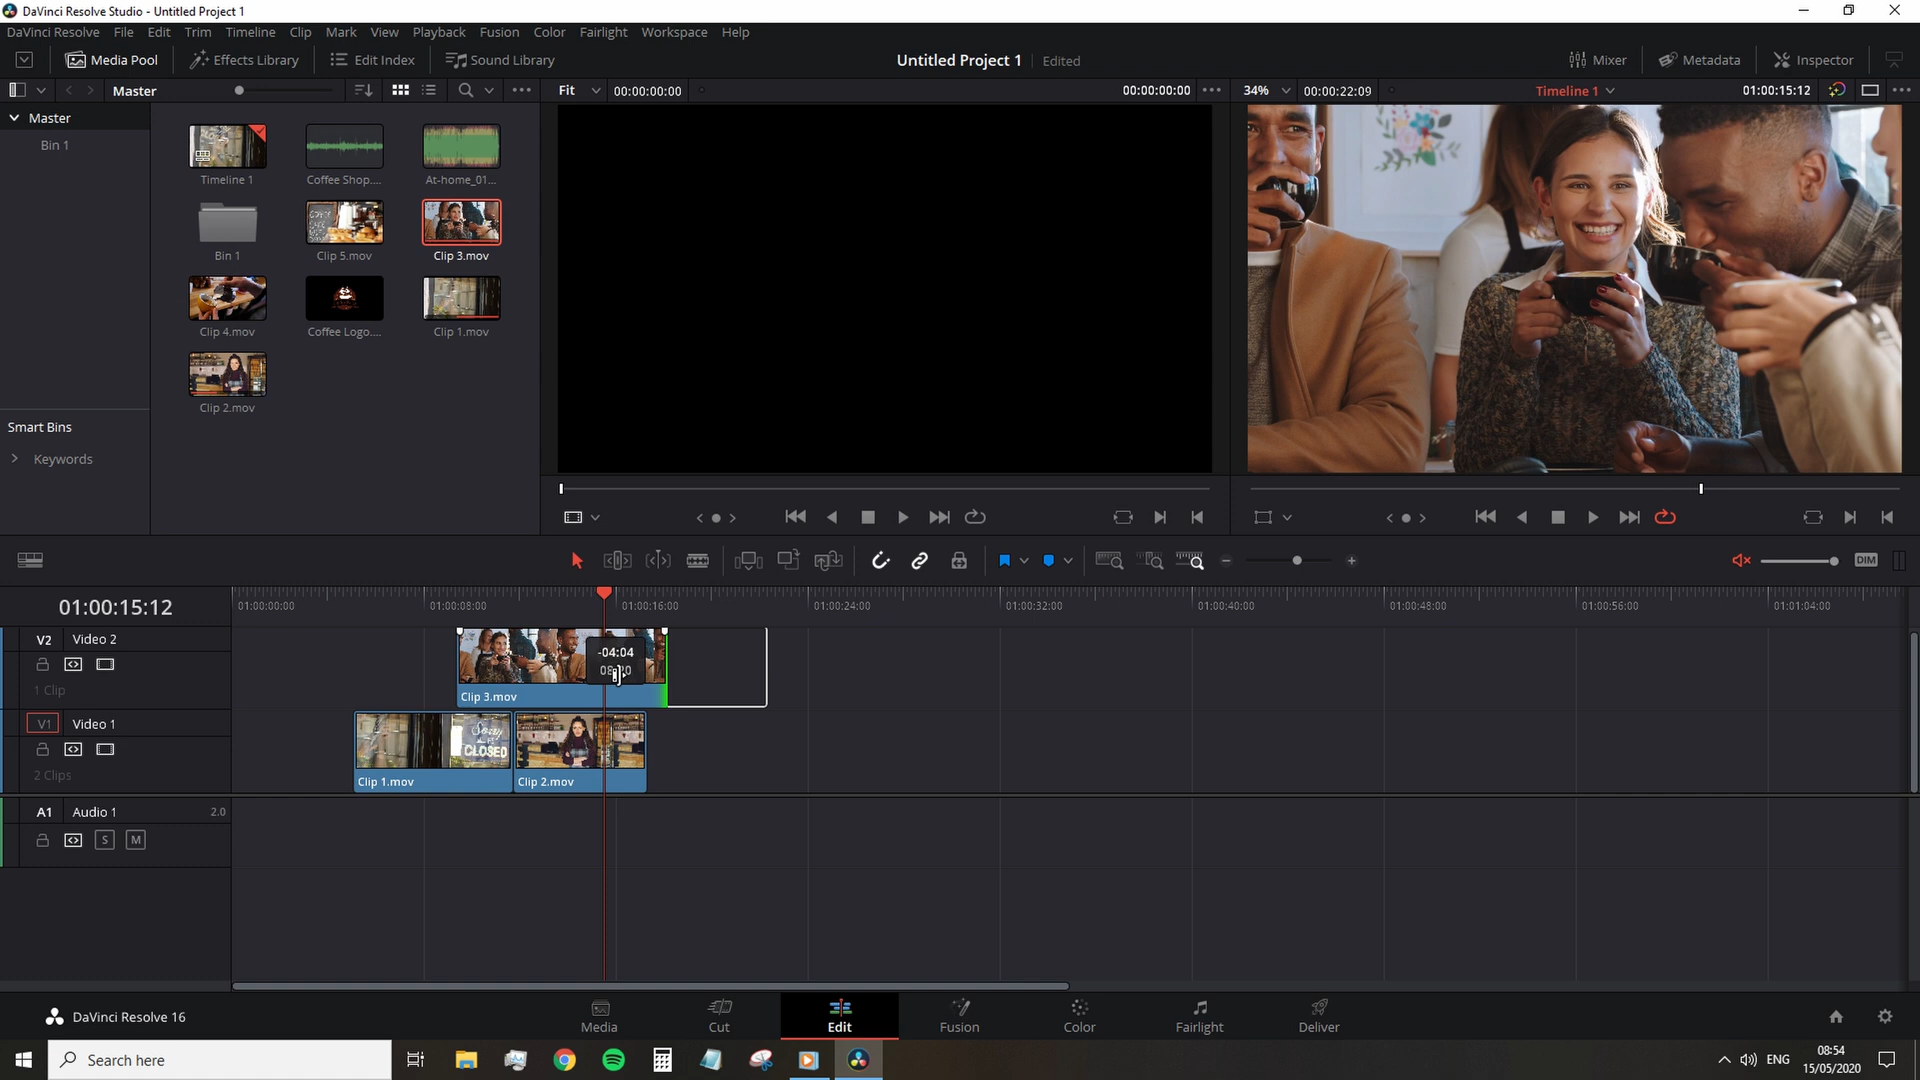 DaVinci Resolve Studio - Untitled Project 1
DaVinci Resolve File Edit Trim Timeline Clip Mark View Playback Fusion Color Fairlight Workspace Help
Media Pool Effects Library Edit Index Sound Library Untitled Project 1 Edited Mixer Metadata Inspector
Master Fit 00:00:00:00 00:00:00:00 34% 00:00:22:09 Timeline 1 01:00:15:12
Master
Bin 1
Timeline 1 Coffee Shop.... At-home_01...
Bin 1 Clip 5.mov Clip 3.mov
Clip 4.mov Coffee Logo.... Clip 1.mov
Clip 2.mov
Smart Bins
Keywords
DIM
01:00:15:12
01:00:00:00 01:00:08:00 01:00:16:00 01:00:24:00 01:00:32:00 01:00:40:00 01:00:48:00 01:00:56:00 01:01:04:00
V2 Video 2
1 Clip
-04:04
Clip 3.mov
V1 Video 1
2 Clips
Sorry
CLOSED
Clip 1.mov Clip 2.mov
A1 Audio 1 2.0
S M
DaVinci Resolve 16
Media Cut Edit Fusion Color Fairlight Deliver
Search here
ENG
08:54
15/05/2020